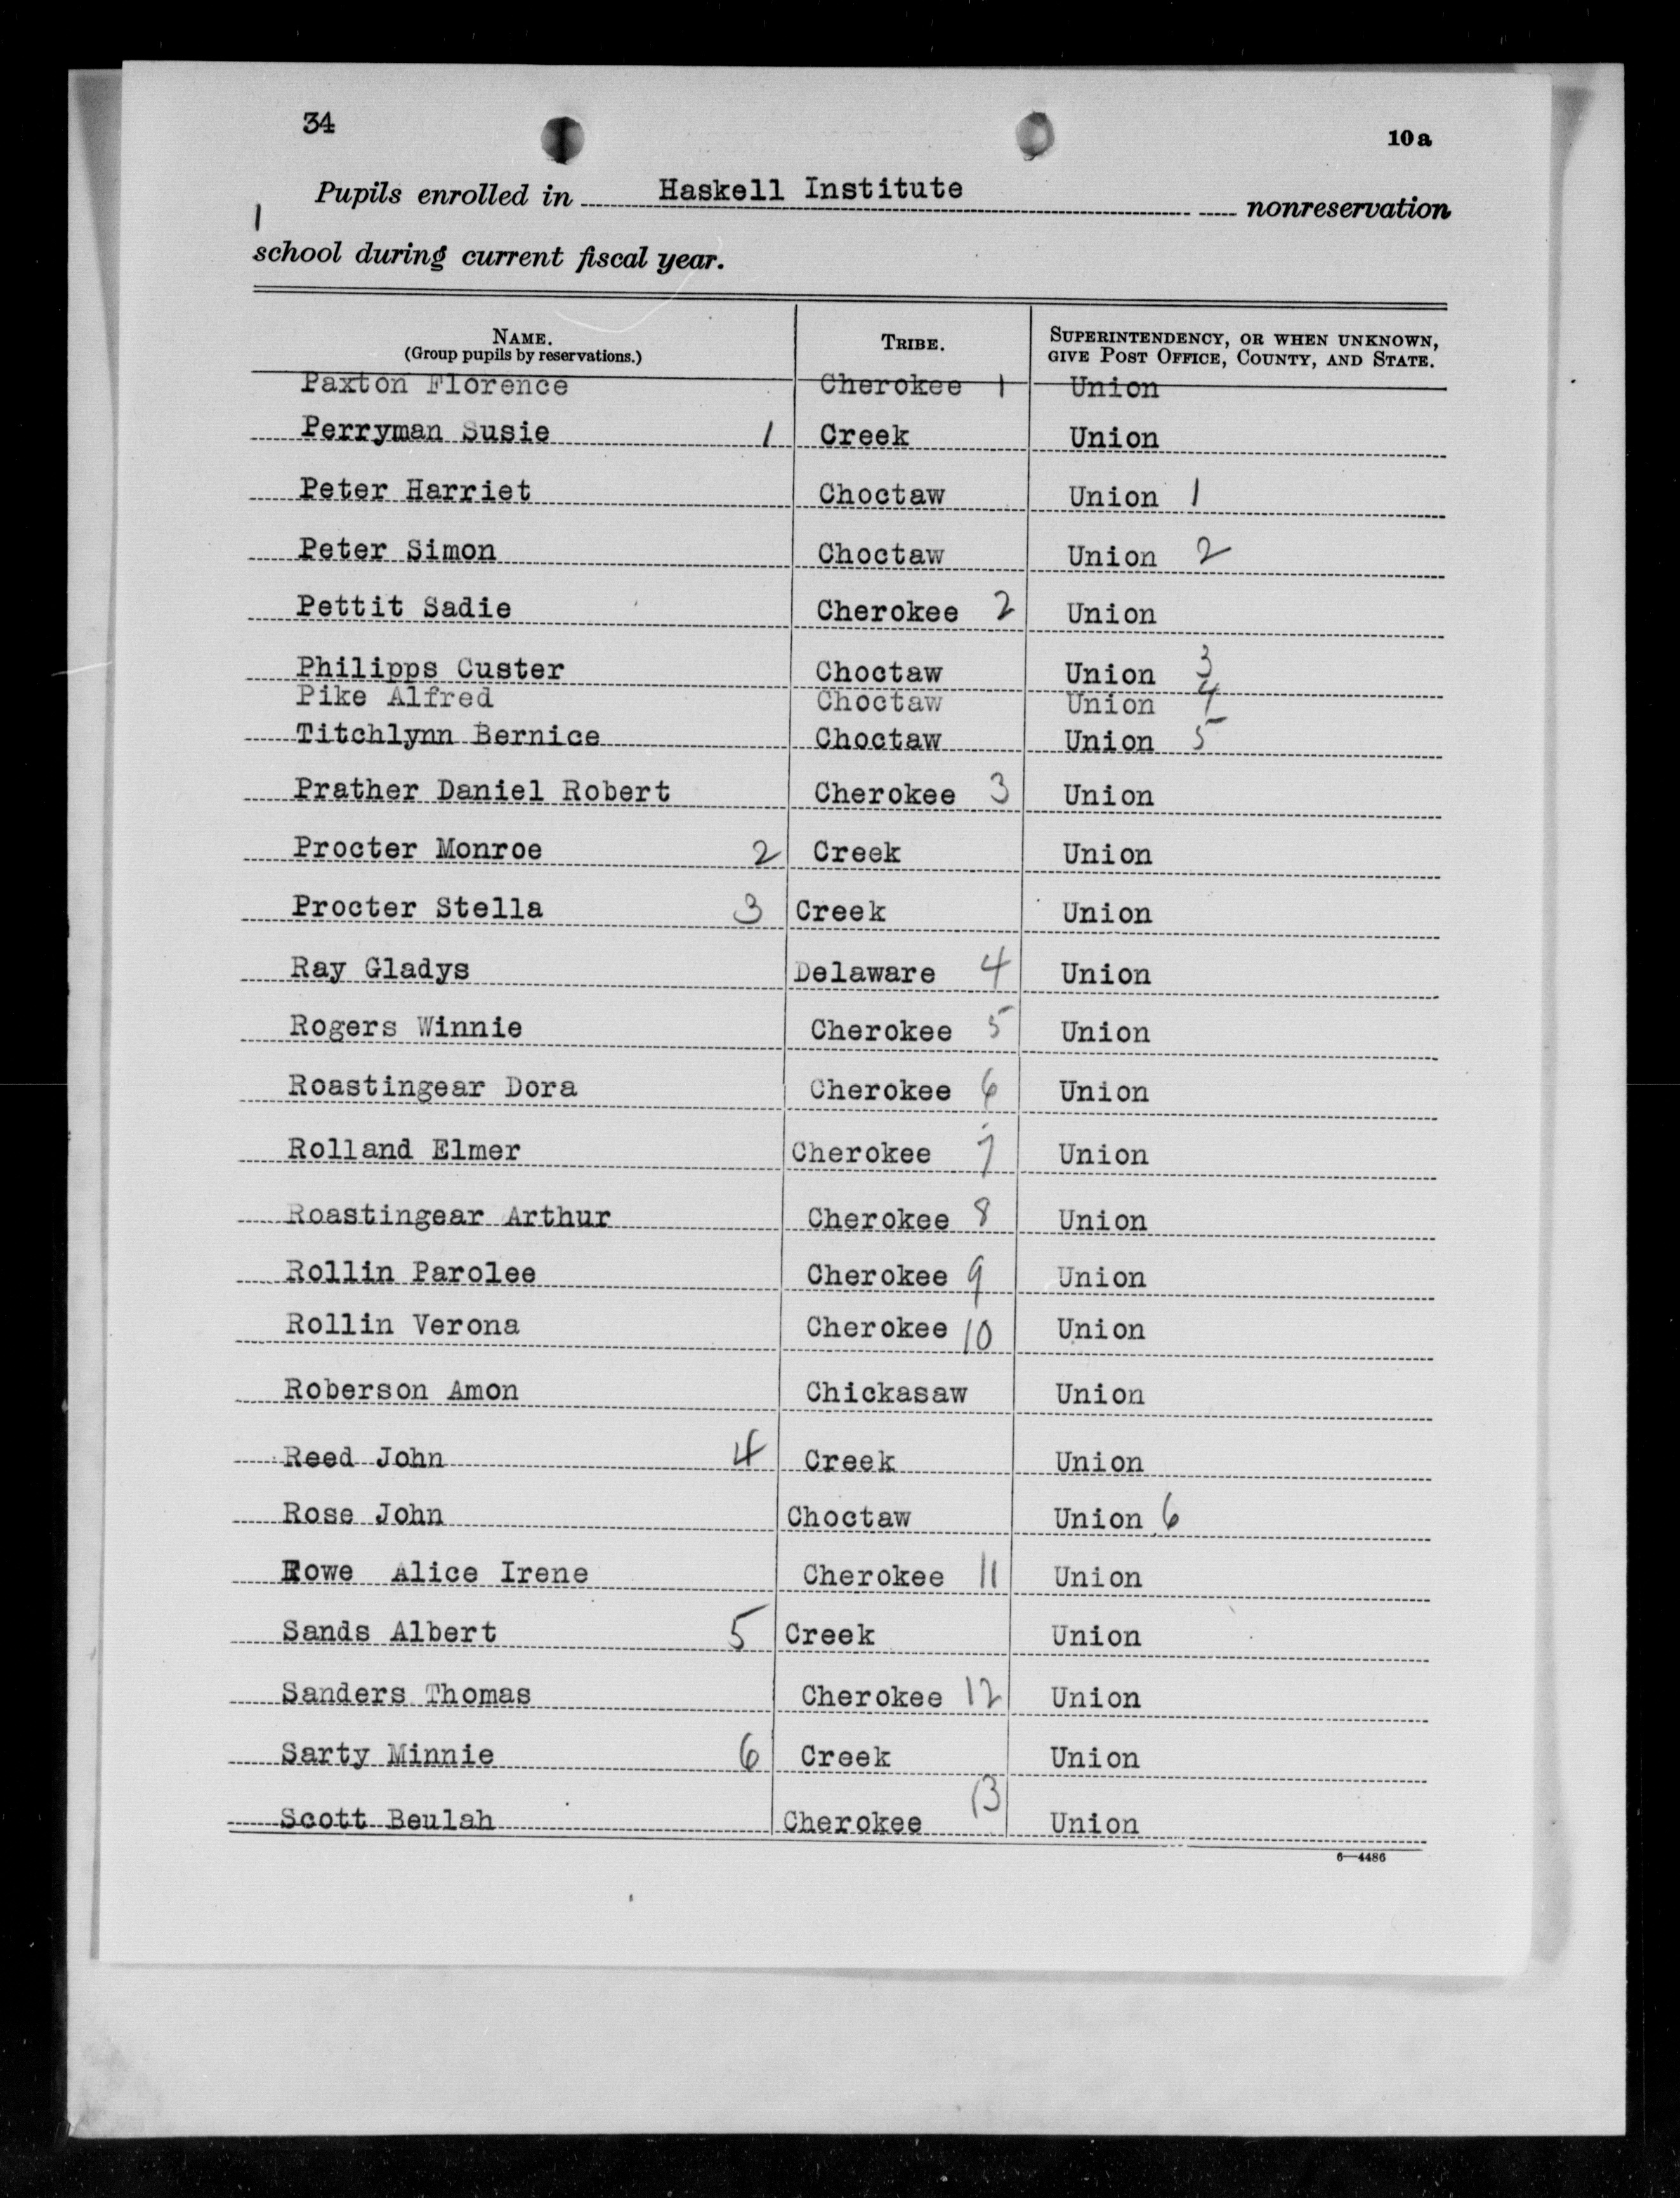 34
10a
Pupils enrolled in Haskell Institute nonreservation
1
school during current fiscal year.
NAME. TRIBE. SUPERINTENDENCY, OR WHEN UNKNOWN,
(Group pupils by reservations.) GIVE POST OFFICE, COUNTY, AND STATE.
Paxton Florence Cherokee 1 Union
Perryman Susie 1 Creek Union
Peter Harriet Choctaw Union 1
Peter Simon Choctaw Union 2
Pettit Sadie Cherokee 2 Union
Philipps Custer Choctaw Union 3
Pike Alfred Choctaw Union 4
Titchlynn Bernice Choctaw Union 5
Prather Daniel Robert Cherokee 3 Union
Procter Monroe 2 Creek Union
Procter Stella 3 Creek Union
Ray Gladys Delaware 4 Union
Rogers Winnie Cherokee 5 Union
Roastingear Dora Cherokee 6 Union
Rolland Elmer Cherokee 7 Union
Roastingear Arthur Cherokee 8 Union
Rollin Parolee Cherokee 9 Union
Rollin Verona Cherokee 10 Union
Roberson Amon Chickasaw Union
Reed John 4 Creek Union
Rose John Choctaw Union 6
Rowe Alice Irene Cherokee 11 Union
Sands Albert 5 Creek Union
Sanders Thomas Cherokee 12 Union
Sarty Minnie 6 Creek Union
Scott Beulah Cherokee 13 Union
6-4486